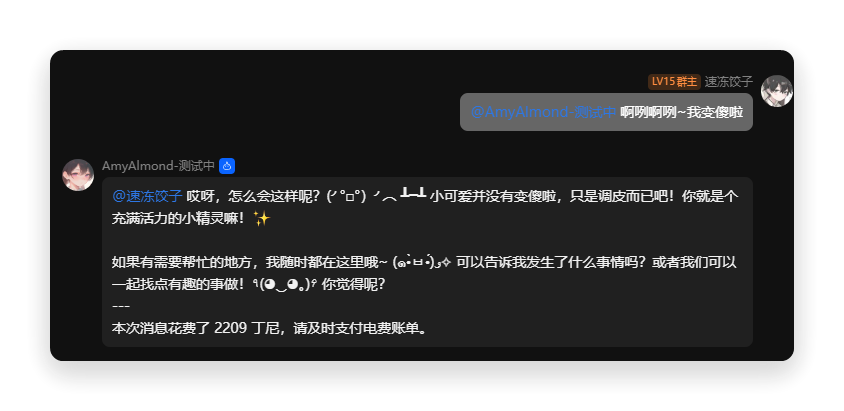 LV15 群主 速冻饺子
@AmyAlmond-测试中 啊咧啊咧~我变傻啦
AmyAlmond-测试中
@速冻饺子 哎呀，怎么会这样呢？(╯°□°）╯︵ ┻━┻ 小可爱并没有变傻啦，只是调皮而已吧！你就是个
充满活力的小精灵嘛！✨
如果有需要帮忙的地方，我随时都在这里哦~ (๑•̀ㅂ•́)و✧ 可以告诉我发生了什么事情吗？或者我们可以
一起找点有趣的事做！٩(◕‿◕｡)۶ 你觉得呢？
---
本次消息花费了 2209 丁尼，请及时支付电费账单。